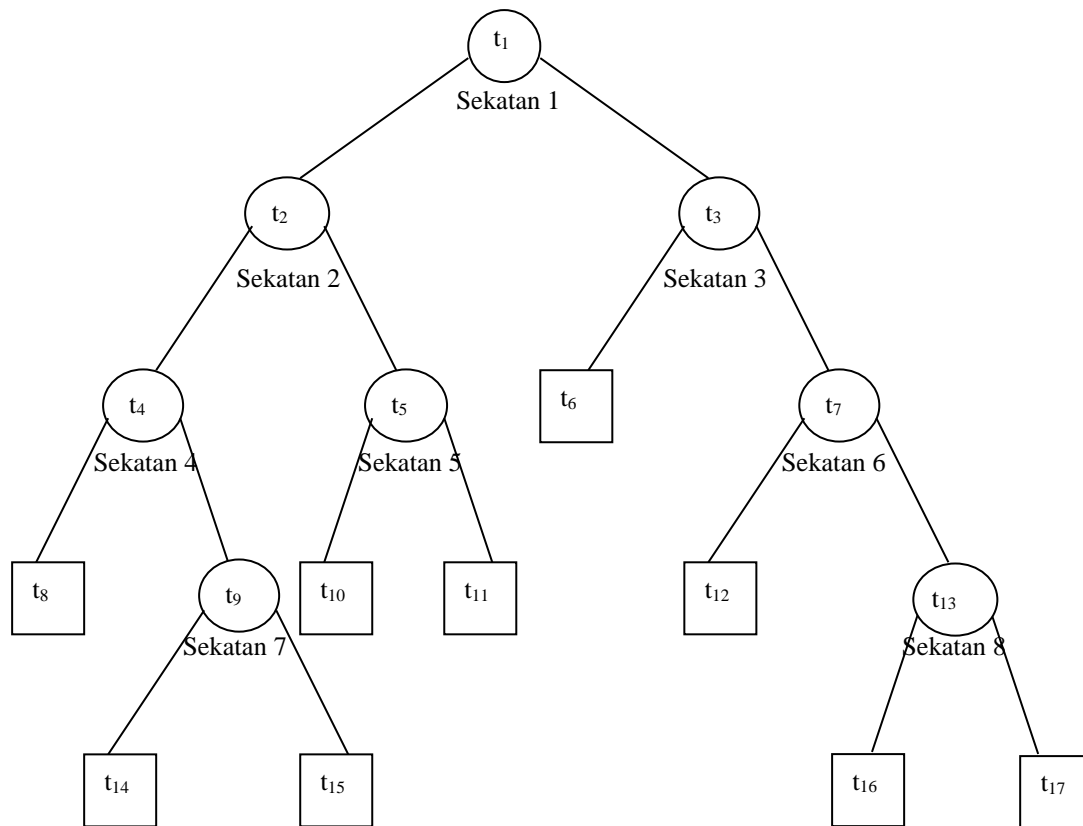 t₁
Sekatan 1
t₂
t₃
Sekatan 2
Sekatan 3
t₄
t₅
t₆
t₇
Sekatan 4
Sekatan 5
Sekatan 6
t₈
t₉
t₁₀
t₁₁
t₁₂
t₁₃
Sekatan 7
Sekatan 8
t₁₄
t₁₅
t₁₆
t₁₇